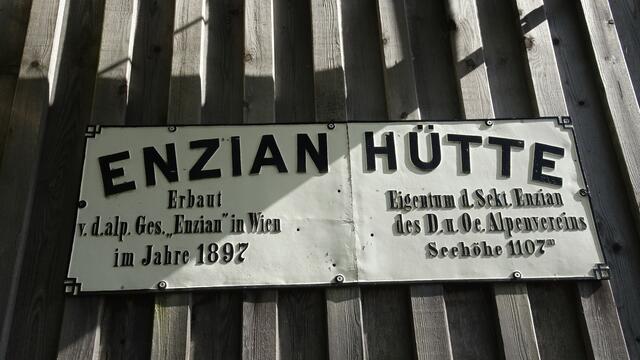 ENZIAN HÜTTE
Erbaut
v. d. alp. Ges. „Enzian" in Wien
im Jahre 1897
Eigentum d. Sekt. Enzian
des D. u. Oe. Alpenvereins
Seehöhe 1107m